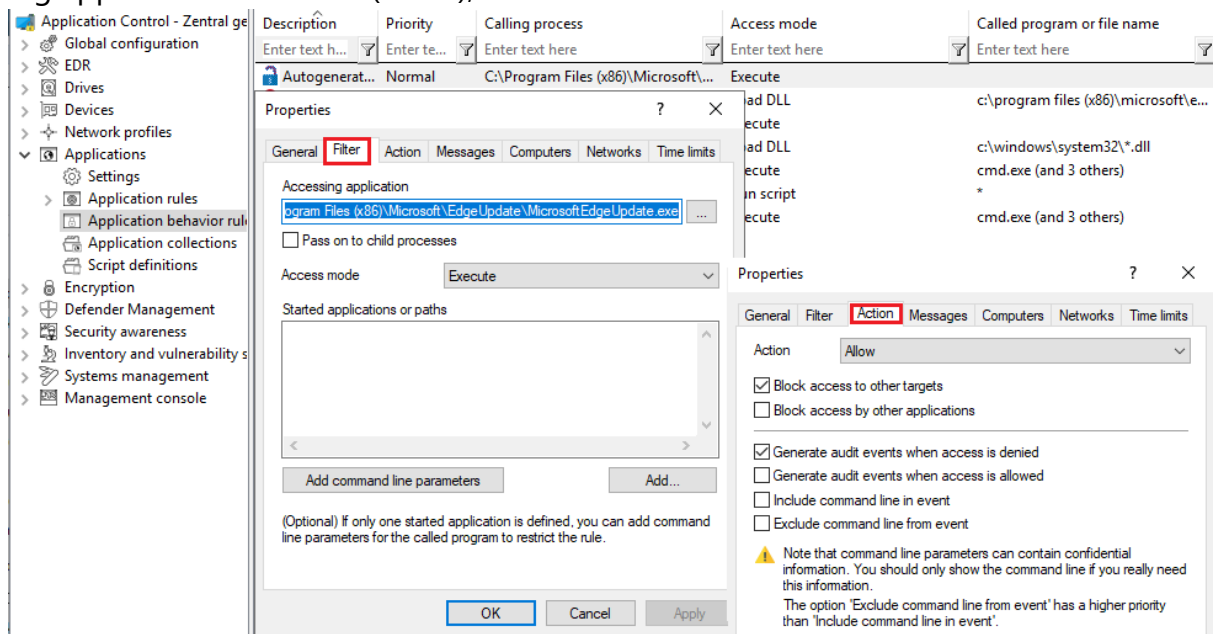 Application Control - Zentral ge
Global configuration
EDR
Drives
Devices
Network profiles
Applications
Settings
Application rules
Application behavior rul
Application collections
Script definitions
Encryption
Defender Management
Security awareness
Inventory and vulnerability s
Systems management
Management console
Description Priority Calling process Access mode Called program or file name
Enter text h... Enter te... Enter text here Enter text here Enter text here
Autogenerat... Normal C:\Program Files (x86)\Microsoft\... Execute
ad DLL c:\program files (x86)\microsoft\e...
ecute
ad DLL c:\windows\system32\*.dll
ecute cmd.exe (and 3 others)
un script *
ecute cmd.exe (and 3 others)
Properties ? X
General Filter Action Messages Computers Networks Time limits
Accessing application
ogram Files (x86)\Microsoft\EdgeUpdate\MicrosoftEdgeUpdate.exe ...
Pass on to child processes
Access mode Execute
Started applications or paths
Add command line parameters Add...
(Optional) If only one started application is defined, you can add command
line parameters for the called program to restrict the rule.
OK Cancel Apply
Properties ? X
General Filter Action Messages Computers Networks Time limits
Action Allow
Block access to other targets
Block access by other applications
Generate audit events when access is denied
Generate audit events when access is allowed
Include command line in event
Exclude command line from event
Note that command line parameters can contain confidential
information. You should only show the command line if you really need
this information.
The option 'Exclude command line from event' has a higher priority
than 'Include command line in event'.